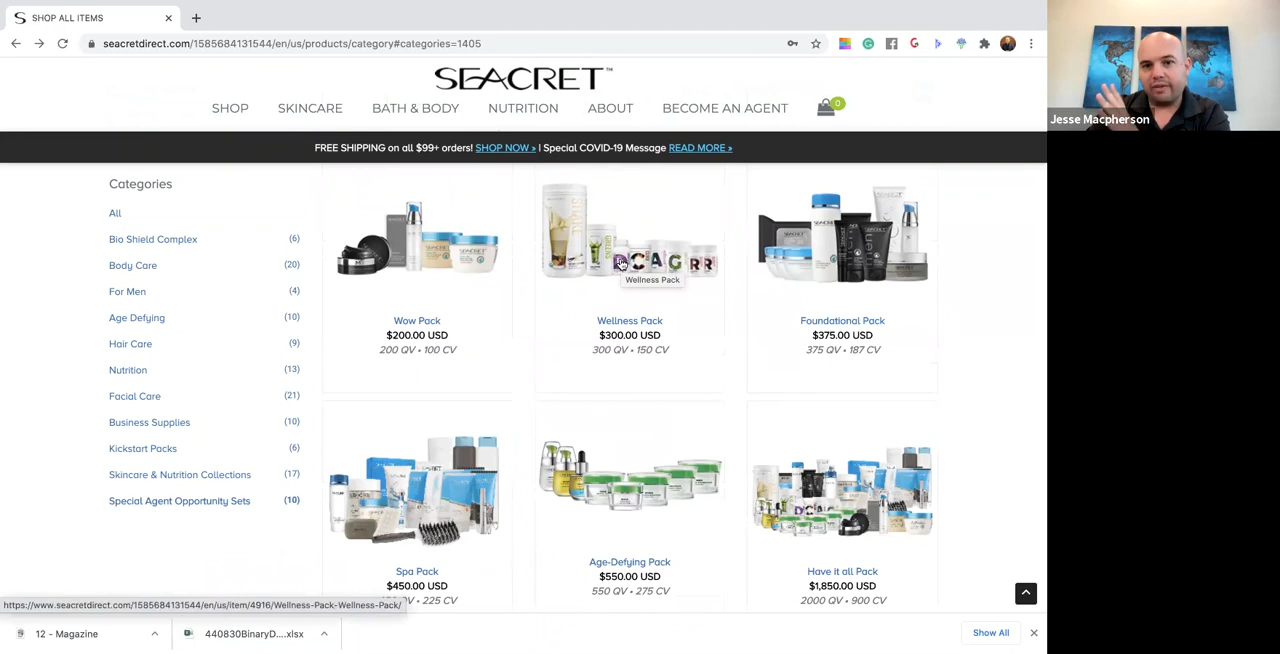 SHOP ALL ITEMS
seacretdirect.com/1585684131544/en/us/products/category#categories=1405
SEACRET™
SHOP SKINCARE BATH & BODY NUTRITION ABOUT BECOME AN AGENT 0
FREE SHIPPING on all $99+ orders! SHOP NOW » | Special COVID-19 Message READ MORE »
Categories
All
Bio Shield Complex (6)
Body Care (20)
For Men (4)
Age Defying (10)
Hair Care (9)
Nutrition (13)
Facial Care (21)
Business Supplies (10)
Kickstart Packs (6)
Skincare & Nutrition Collections (17)
Special Agent Opportunity Sets (10)
Wow Pack
$200.00 USD
200 QV • 100 CV
D C A G R R
Wellness Pack
Wellness Pack
$300.00 USD
300 QV • 150 CV
Foundational Pack
$375.00 USD
375 QV • 187 CV
Spa Pack
$450.00 USD
225 CV
Age-Defying Pack
$550.00 USD
550 QV • 275 CV
Have it all Pack
$1,850.00 USD
2000 QV • 900 CV
https://www.seacretdirect.com/1585684131544/en/us/item/4916/Wellness-Pack-Wellness-Pack/
12 - Magazine
440830BinaryD....xlsx
Show All
Jesse Macpherson